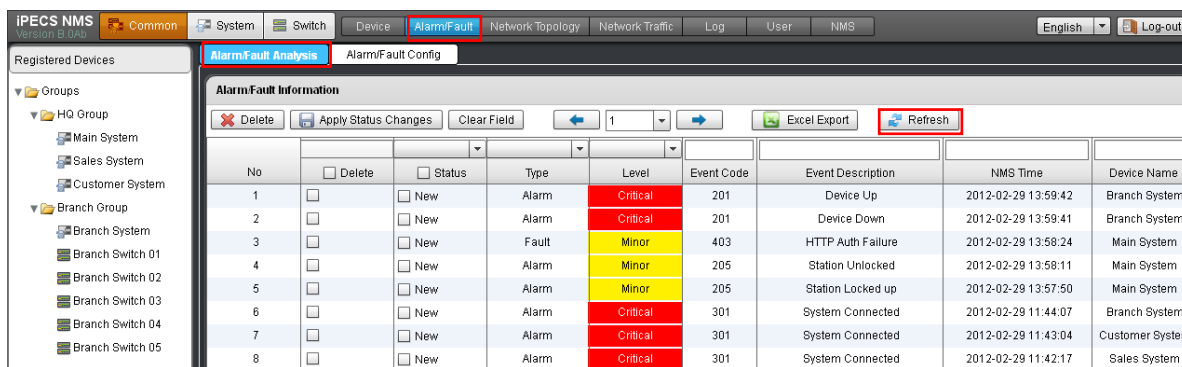 iPECS NMS Common System Switch Device Alarm/Fault Network Topology Network Traffic Log User NMS English Log-out
Version B.0Ab
Registered Devices
Alarm/Fault Analysis Alarm/Fault Config
Groups
HQ Group
Main System
Sales System
Customer System
Branch Group
Branch System
Branch Switch 01
Branch Switch 02
Branch Switch 03
Branch Switch 04
Branch Switch 05
Alarm/Fault Information
Delete Apply Status Changes Clear Field 1 Excel Export Refresh
No Delete Status Type Level Event Code Event Description NMS Time Device Name
1 New Alarm Critical 201 Device Up 2012-02-29 13:59:42 Branch System
2 New Alarm Critical 201 Device Down 2012-02-29 13:59:41 Branch System
3 New Fault Minor 403 HTTP Auth Failure 2012-02-29 13:58:24 Main System
4 New Alarm Minor 205 Station Unlocked 2012-02-29 13:58:11 Main System
5 New Alarm Minor 205 Station Locked up 2012-02-29 13:57:50 Main System
6 New Alarm Critical 301 System Connected 2012-02-29 11:44:07 Branch System
7 New Alarm Critical 301 System Connected 2012-02-29 11:43:04 Customer Syste
8 New Alarm Critical 301 System Connected 2012-02-29 11:42:17 Sales System